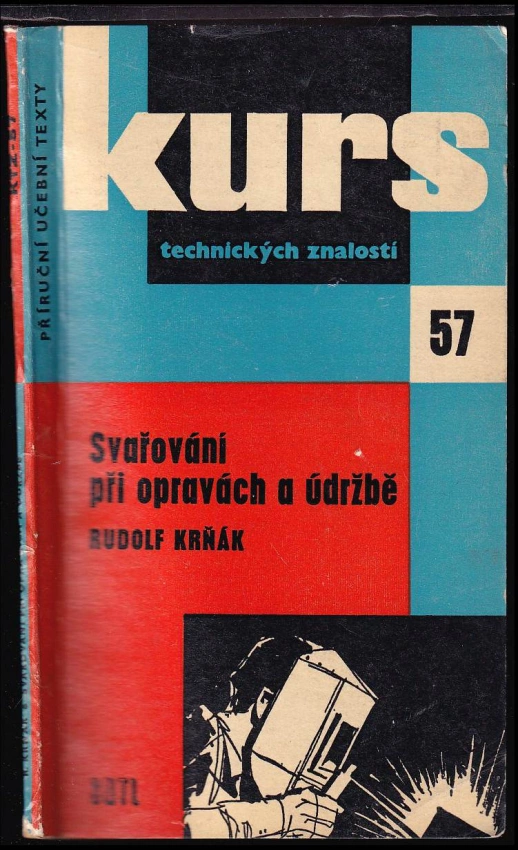 kurs
technických znalostí
57
Svařování
při opravách a údržbě
RUDOLF KRŇÁK
SNTL
PŘÍRUČNÍ UČEBNÍ TEXTY